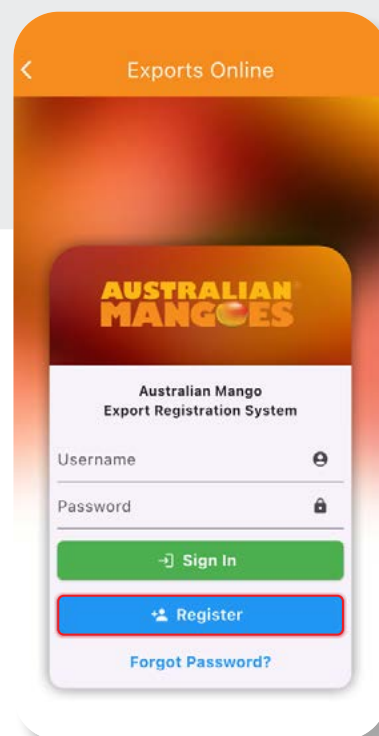 Exports Online
AUSTRALIAN
MANGOES
Australian Mango
Export Registration System
Username
Password
Sign In
Register
Forgot Password?